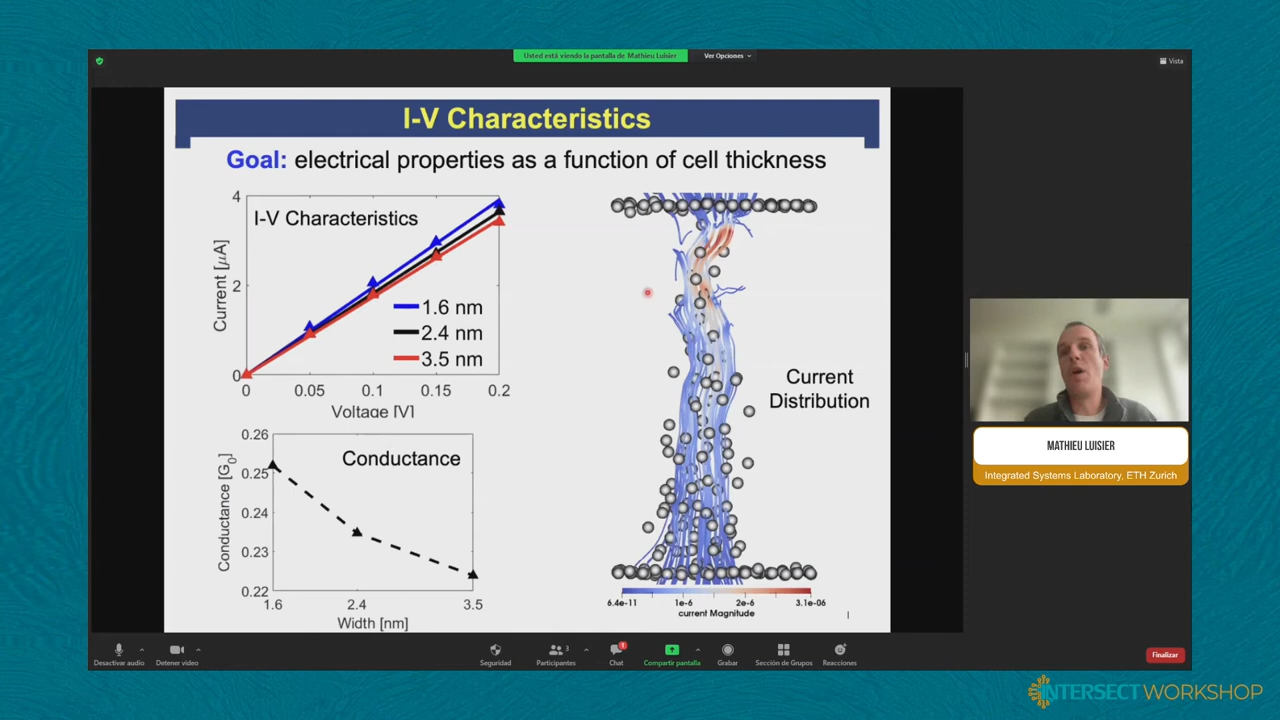 Usted está viendo la pantalla de Mathieu Luisier
Ver Opciones
Vista
I-V Characteristics
Goal: electrical properties as a function of cell thickness
I-V Characteristics
Current [μA]
4
2
0
1.6 nm
2.4 nm
3.5 nm
0 0.05 0.1 0.15 0.2
Voltage [V]
Conductance
Conductance [G0]
0.26
0.25
0.24
0.23
0.22
1.6 2.4 3.5
Width [nm]
Current
Distribution
6.4e-11 1e-6 2e-6 3.1e-06
current Magnitude
MATHIEU LUISIER
Integrated Systems Laboratory, ETH Zurich
Desactivar audio
Detener video
Seguridad
Participantes
3
Chat
1
Compartir pantalla
Grabar
Sección de Grupos
Reacciones
Finalizar
INTERSECT WORKSHOP